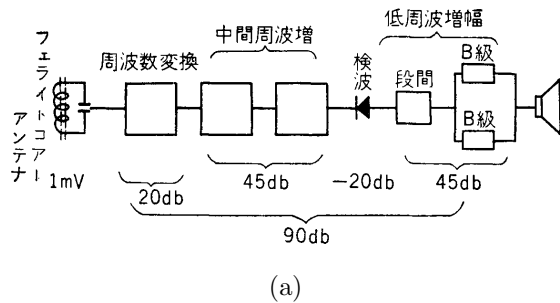 フェライトコアー
アンテナ
1mV
周波数変換
中間周波増
検波
低周波増幅
段間
B級
B級
20db
45db
−20db
45db
90db
(a)